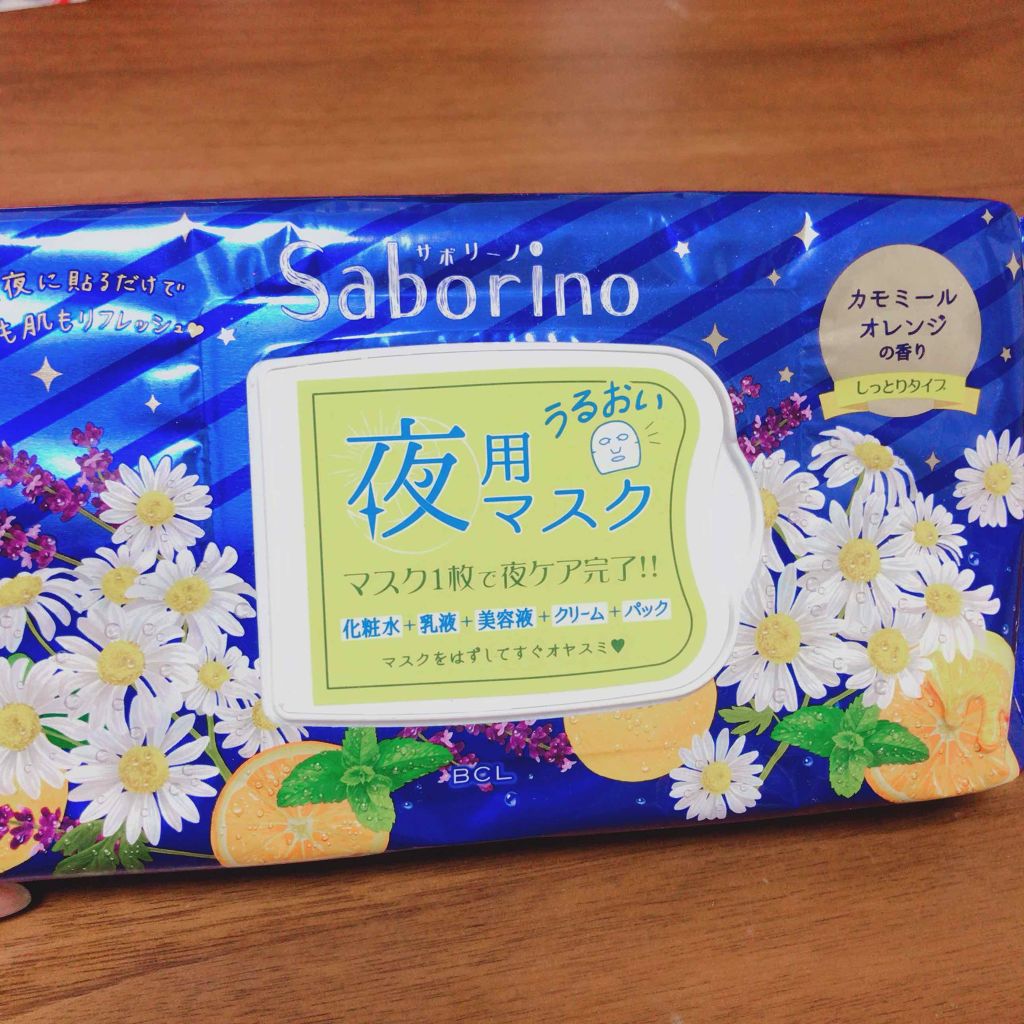 サボリーノ
Saborino
夜に貼るだけで
も肌もリフレッシュ♥
カモミール
オレンジ
の香り
しっとりタイプ
うるおい
夜用
マスク
マスク1枚で夜ケア完了!!
化粧水+乳液+美容液+クリーム+パック
マスクをはずしてすぐオヤスミ♥
BCL